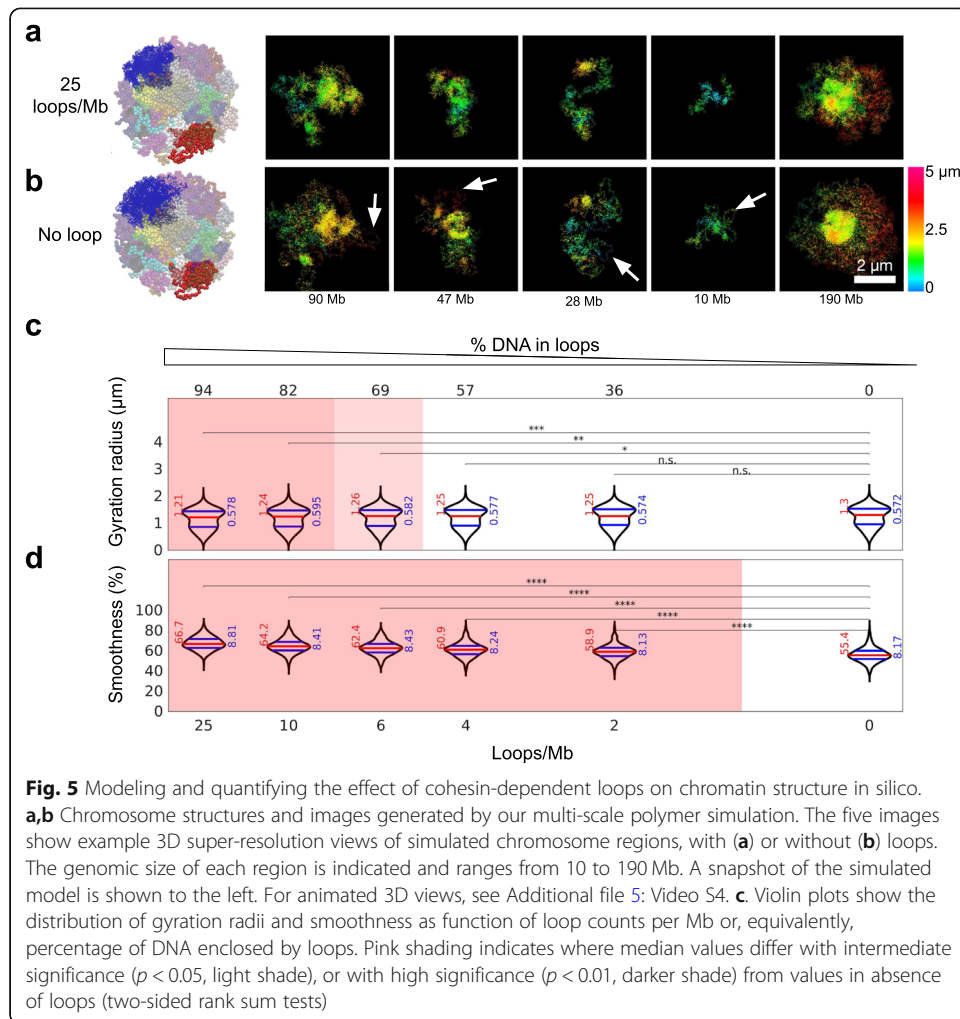 a
25
loops/Mb
b
No loop
5 µm
2.5
0
2 µm
90 Mb 47 Mb 28 Mb 10 Mb 190 Mb
c
% DNA in loops
94 82 69 57 36 0
Gyration radius (µm)
4
3
2
1
0
***
**
*
n.s.
n.s.
1.21 0.578 1.24 0.595 1.26 0.582 1.25 0.577 1.25 0.574 1.3 0.572
d
Smoothness (%)
100
80
60
40
20
0
****
****
****
****
****
66.7 8.81 64.2 8.41 62.4 8.43 60.9 8.24 58.9 8.13 55.4 8.17
25 10 6 4 2 0
Loops/Mb
Fig. 5 Modeling and quantifying the effect of cohesin-dependent loops on chromatin structure in silico.
a,b Chromosome structures and images generated by our multi-scale polymer simulation. The five images
show example 3D super-resolution views of simulated chromosome regions, with (a) or without (b) loops.
The genomic size of each region is indicated and ranges from 10 to 190 Mb. A snapshot of the simulated
model is shown to the left. For animated 3D views, see Additional file 5: Video S4. c. Violin plots show the
distribution of gyration radii and smoothness as function of loop counts per Mb or, equivalently,
percentage of DNA enclosed by loops. Pink shading indicates where median values differ with intermediate
significance (p < 0.05, light shade), or with high significance (p < 0.01, darker shade) from values in absence
of loops (two-sided rank sum tests)